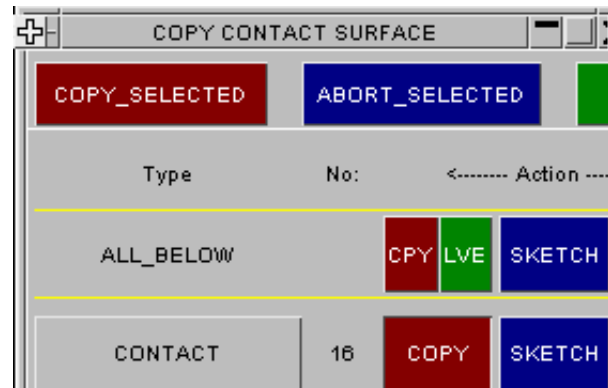 COPY CONTACT SURFACE
COPY_SELECTED ABORT_SELECTED
Type No: <-------- Action ----
ALL_BELOW CPY LVE SKETCH
CONTACT 16 COPY SKETCH